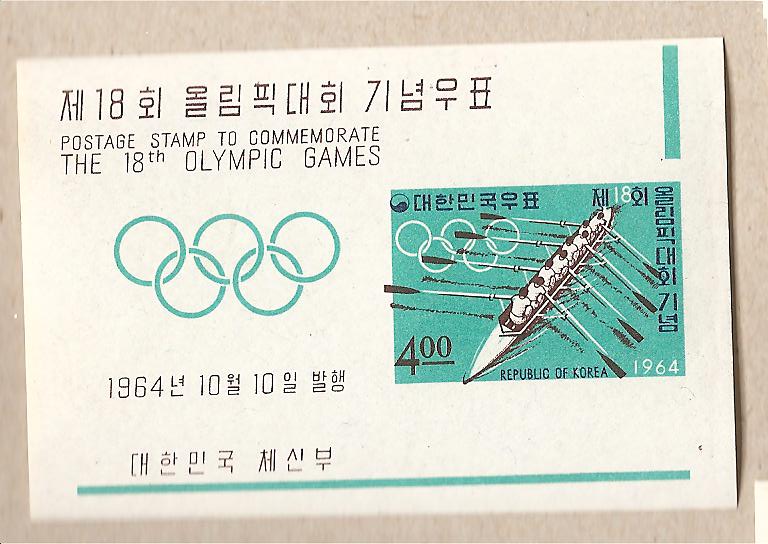 제18회 올림픽대회 기념우표
POSTAGE STAMP TO COMMEMORATE
THE 18th OLYMPIC GAMES
대한민국우표
제18회
올림픽대회기념
4.00
REPUBLIC OF KOREA
1964
1964년 10월 10일 발행
대한민국 체신부